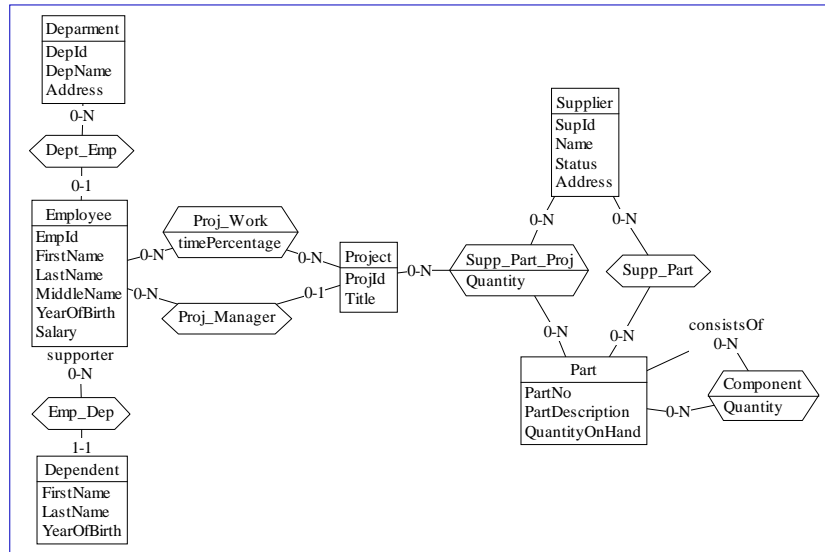 Deparment
DepId
DepName
Address
0-N
Dept_Emp
0-1
Employee
EmpId
FirstName
LastName
MiddleName
YearOfBirth
Salary
supporter
0-N
Emp_Dep
1-1
Dependent
FirstName
LastName
YearOfBirth
0-N
Proj_Work
timePercentage
0-N
0-N
Proj_Manager
0-1
Project
ProjId
Title
0-N
Supp_Part_Proj
Quantity
Supplier
SupId
Name
Status
Address
0-N
0-N
Supp_Part
0-N
0-N
Part
PartNo
PartDescription
QuantityOnHand
consistsOf
0-N
Component
Quantity
0-N